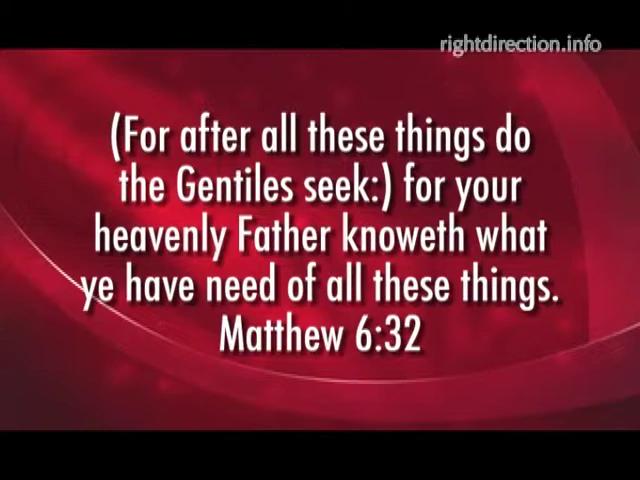 rightdirection.info
(For after all these things do
the Gentiles seek:) for your
heavenly Father knoweth what
ye have need of all these things.
Matthew 6:32